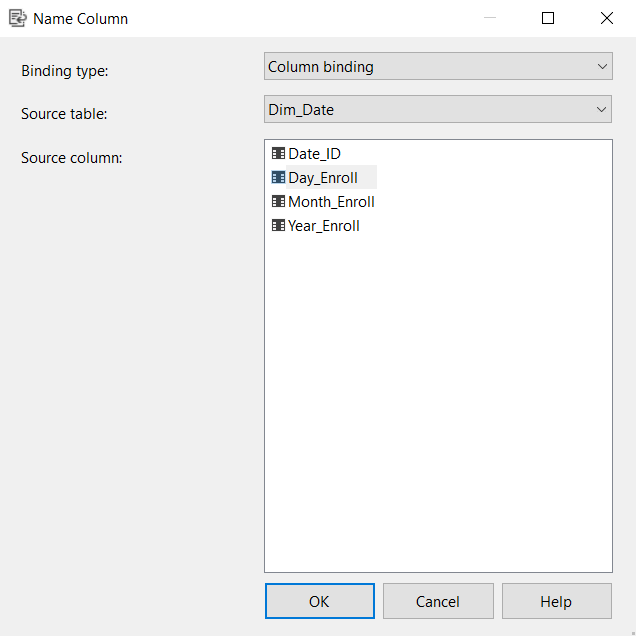 Name Column
Binding type:
Column binding
Source table:
Dim_Date
Source column:
Date_ID
Day_Enroll
Month_Enroll
Year_Enroll
OK
Cancel
Help